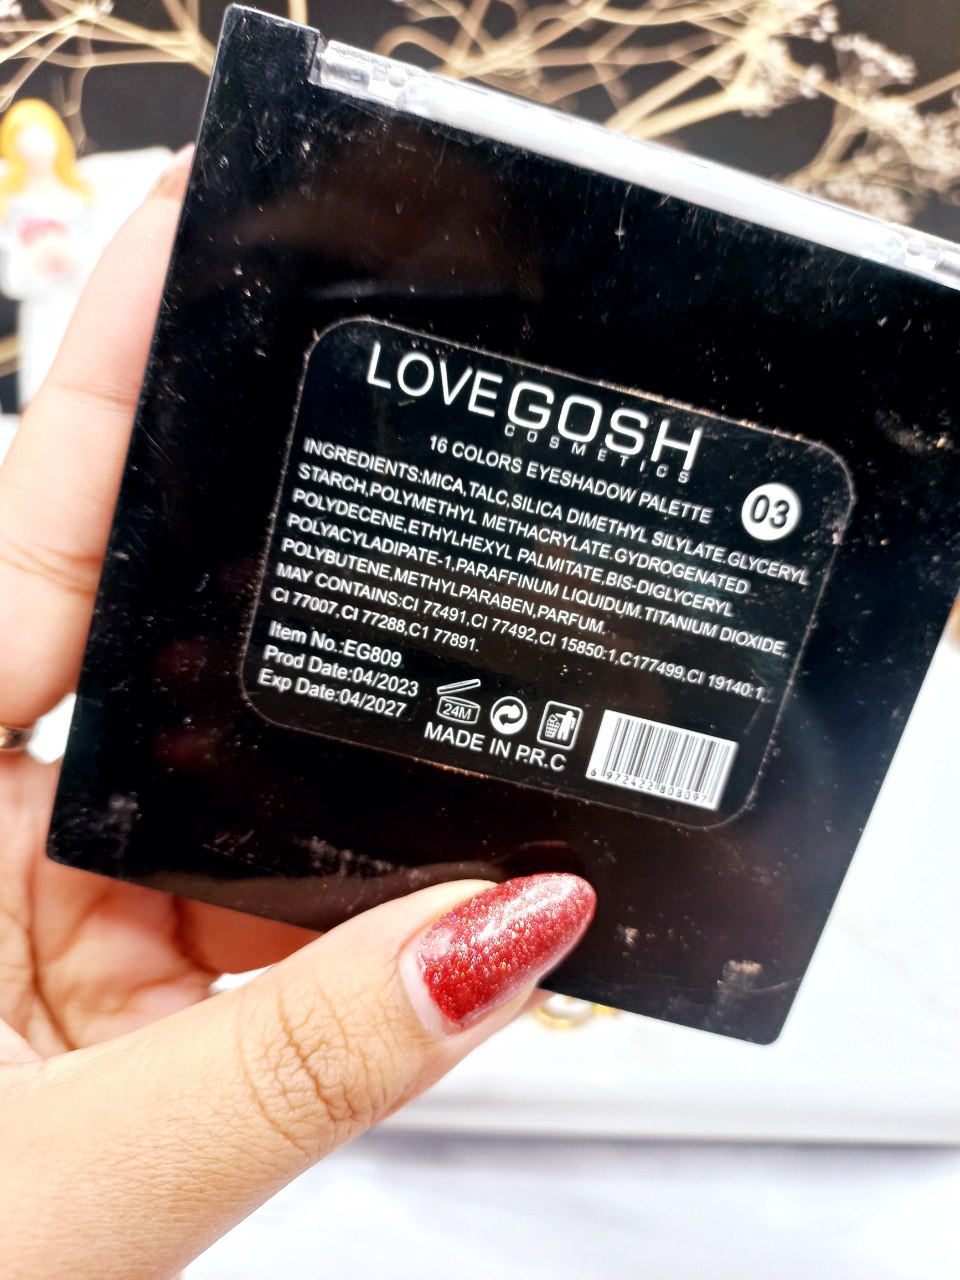 LOVE GOSH
COSMETICS
16 COLORS EYESHADOW PALETTE
03
INGREDIENTS:MICA,TALC,SILICA DIMETHYL SILYLATE.GLYCERYL
STARCH,POLYMETHYL METHACRYLATE.GYDROGENATED
POLYDECENE,ETHYLHEXYL PALMITATE,BIS-DIGLYCERYL
POLYACYLADIPATE-1,PARAFFINUM LIQUIDUM.TITANIUM DIOXIDE,
POLYBUTENE,METHYLPARABEN,PARFUM.
MAY CONTAINS:CI 77491,CI 77492,CI 15850:1,C177499,CI 19140:1.
CI 77007,CI 77288,C1 77891.
Item No.:EG809
Prod Date:04/2023
Exp Date:04/2027
24M
MADE IN P.R.C
6 972422 808097